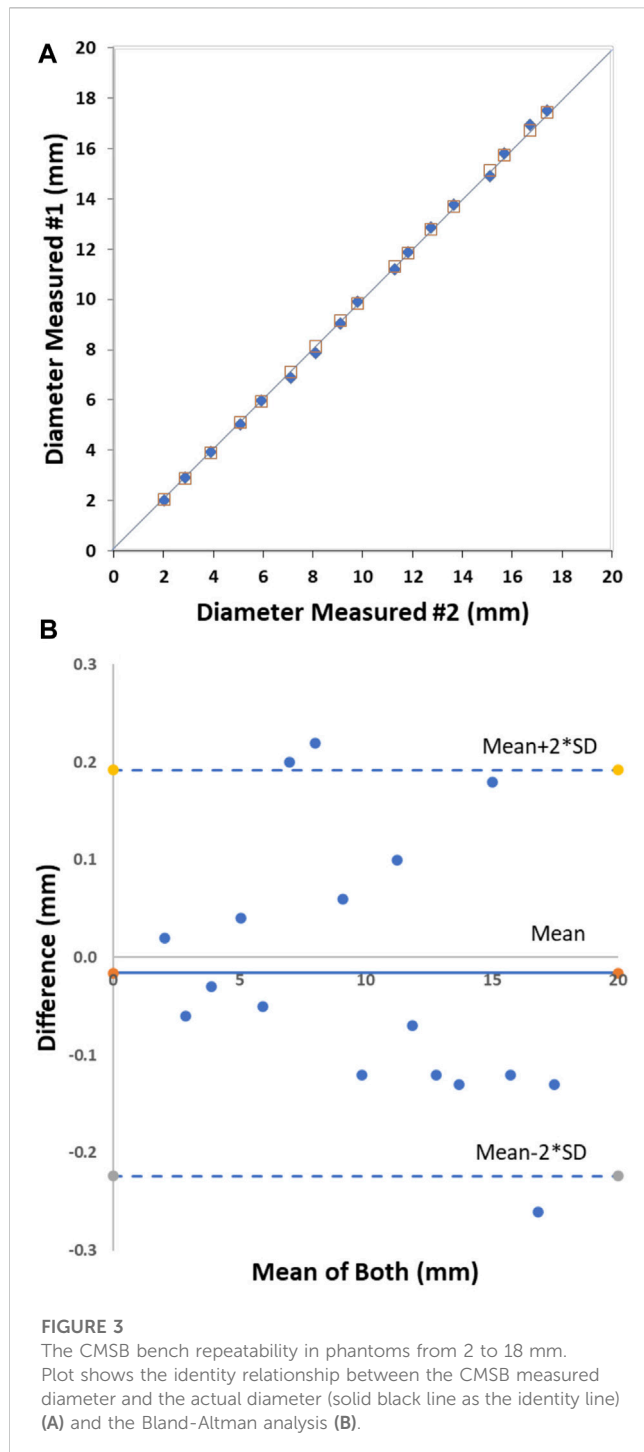 A
20
18
16
14
12
10
8
6
4
2
0
Diameter Measured #1 (mm)
0 2 4 6 8 10 12 14 16 18 20
Diameter Measured #2 (mm)
B
0.3
0.2
0.1
0.0
-0.1
-0.2
-0.3
Difference (mm)
Mean+2*SD
Mean
0 5 10 15 20
Mean-2*SD
Mean of Both (mm)
FIGURE 3
The CMSB bench repeatability in phantoms from 2 to 18 mm.
Plot shows the identity relationship between the CMSB measured
diameter and the actual diameter (solid black line as the identity line)
(A) and the Bland-Altman analysis (B).